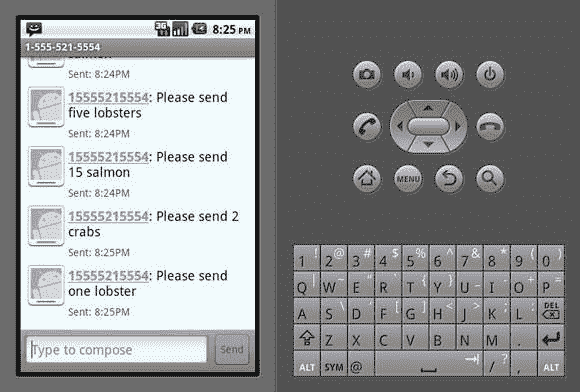 3G
8:25 PM
1-555-521-5554
salmon
Sent: 8:24PM
15555215554: Please send
five lobsters
Sent: 8:24PM
15555215554: Please send
15 salmon
Sent: 8:24PM
15555215554: Please send 2
crabs
Sent: 8:25PM
15555215554: Please send
one lobster
Sent: 8:25PM
Type to compose
Send
MENU
1 ! 2 @ 3 # 4 $ 5 % 6 ^ 7 & 8 * 9 ( 0 )
Q | W ~ E " R ` T { Y } U _ I - O + P =
A S \ D ' F [ G ] H < J > K ; L : DEL
Z X C V B N M .
ALT SYM @ / ? , ALT